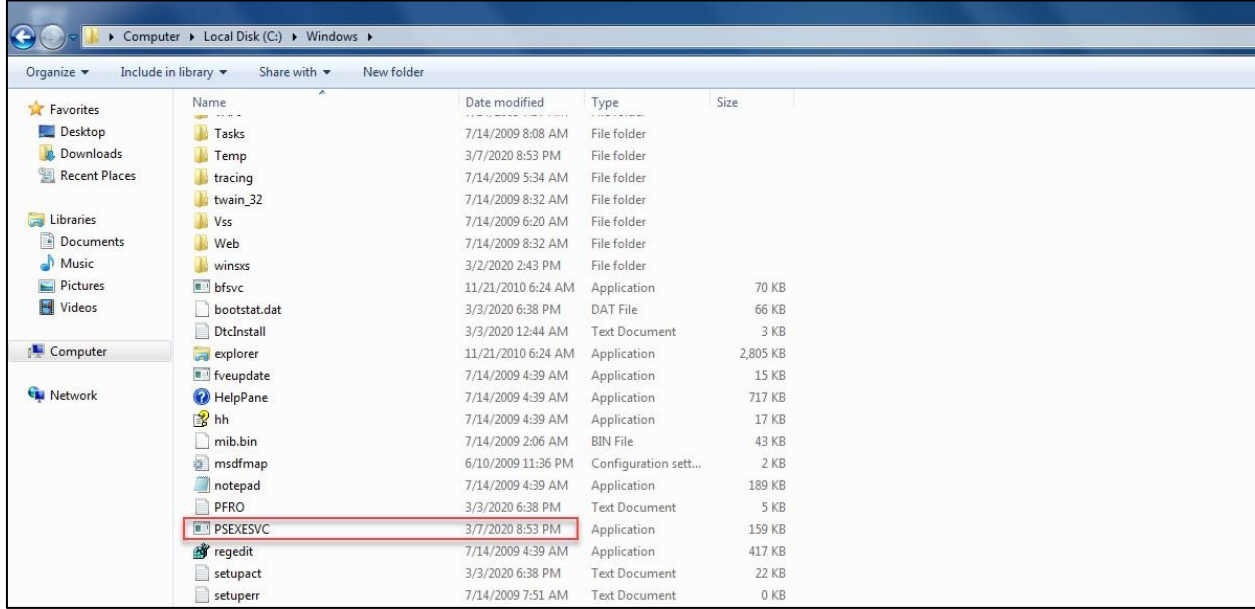 Computer Local Disk (C:) Windows
Organize Include in library Share with New folder
Name Date modified Type Size
Favorites
Desktop
Downloads
Recent Places
Libraries
Documents
Music
Pictures
Videos
Computer
Network
Tasks 7/14/2009 8:08 AM File folder
Temp 3/7/2020 8:53 PM File folder
tracing 7/14/2009 5:34 AM File folder
twain_32 7/14/2009 8:32 AM File folder
Vss 7/14/2009 6:20 AM File folder
Web 7/14/2009 8:32 AM File folder
winsxs 3/2/2020 2:43 PM File folder
bfsvc 11/21/2010 6:24 AM Application 70 KB
bootstat.dat 3/3/2020 6:38 PM DAT File 66 KB
DtcInstall 3/3/2020 12:44 AM Text Document 3 KB
explorer 11/21/2010 6:24 AM Application 2,805 KB
fveupdate 7/14/2009 4:39 AM Application 15 KB
HelpPane 7/14/2009 4:39 AM Application 717 KB
hh 7/14/2009 4:39 AM Application 17 KB
mib.bin 7/14/2009 2:06 AM BIN File 43 KB
msdfmap 6/10/2009 11:36 PM Configuration sett... 2 KB
notepad 7/14/2009 4:39 AM Application 189 KB
PFRO 3/3/2020 6:38 PM Text Document 5 KB
PSEXESVC 3/7/2020 8:53 PM Application 159 KB
regedit 7/14/2009 4:39 AM Application 417 KB
setupact 3/3/2020 6:38 PM Text Document 22 KB
setuperr 7/14/2009 7:51 AM Text Document 0 KB